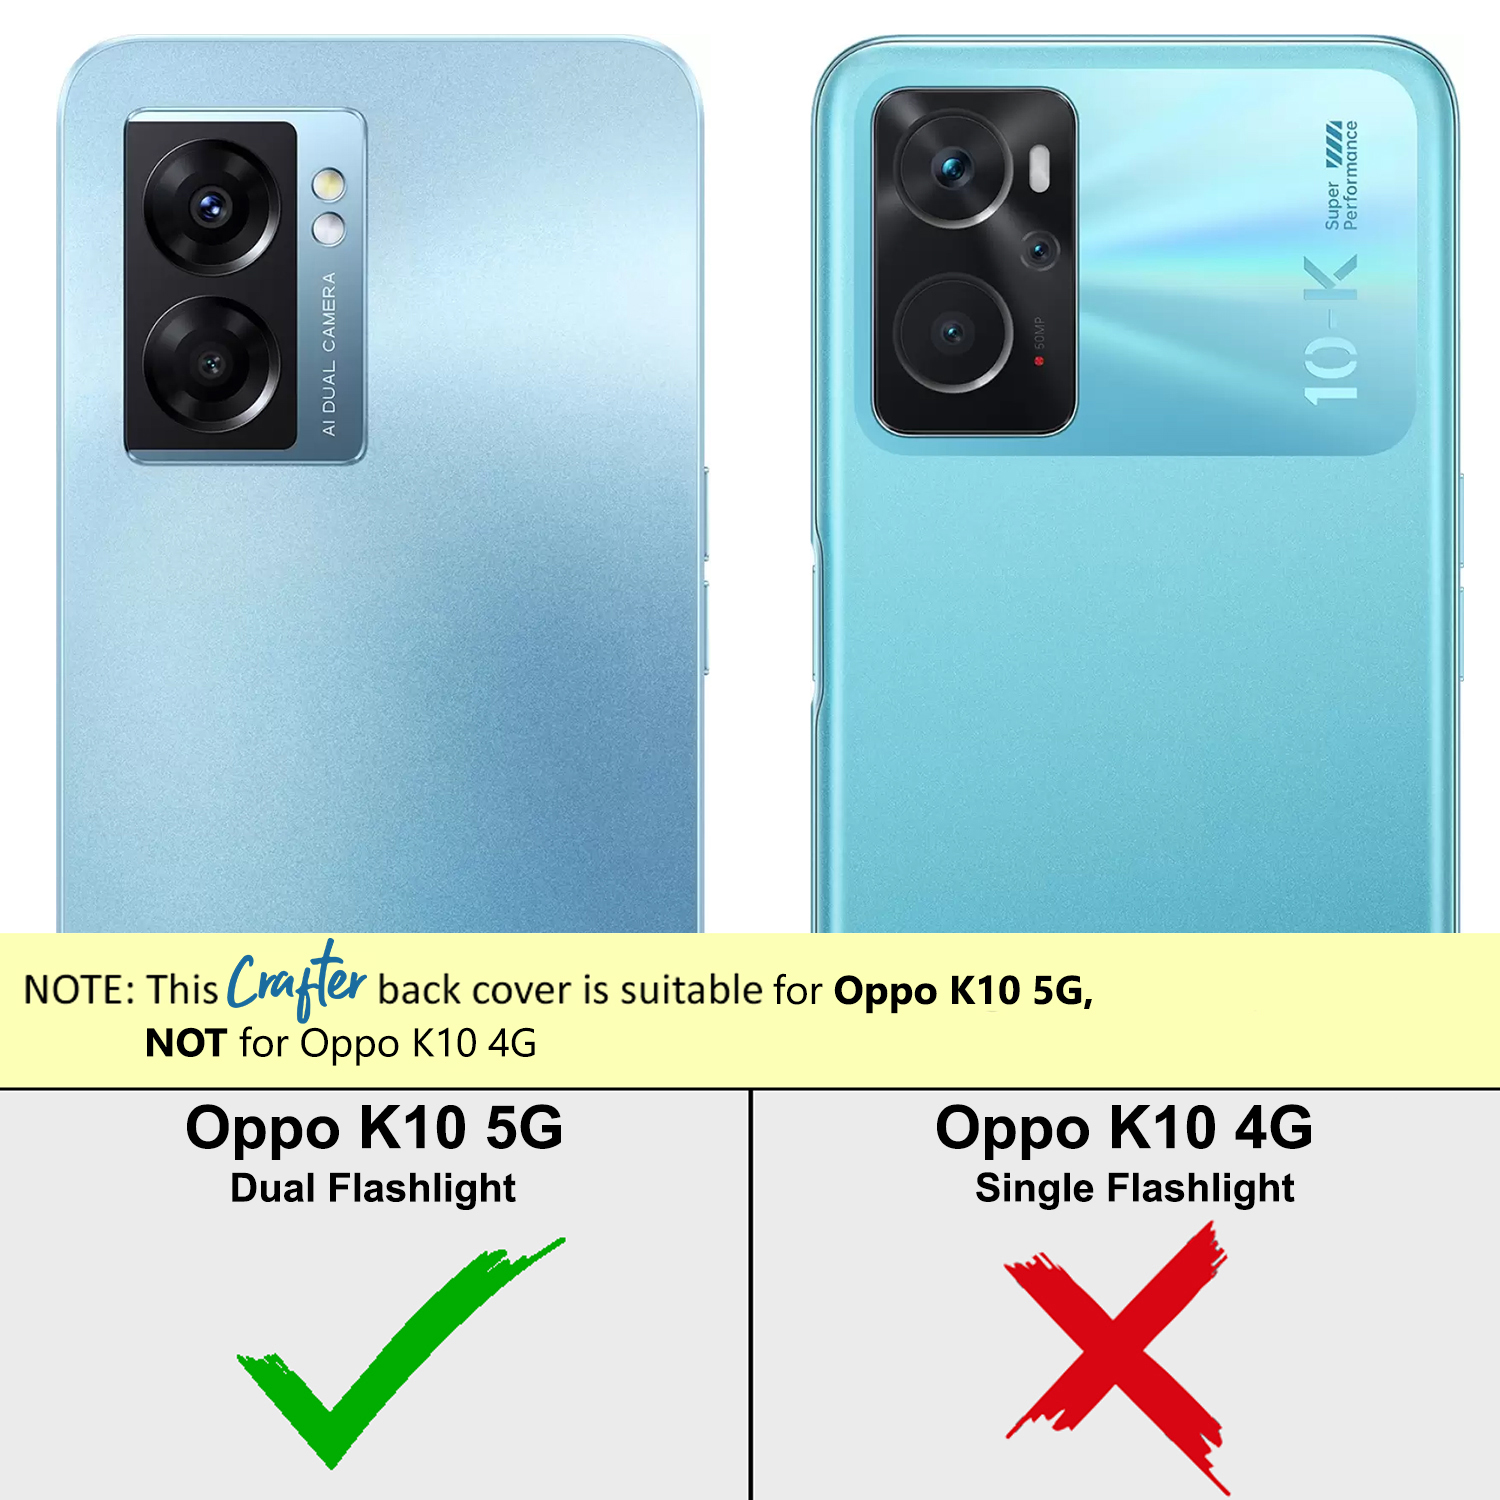 AI DUAL CAMERA
50MP
Super
Performance
10-K
NOTE: This Crafter back cover is suitable for Oppo K10 5G,
NOT for Oppo K10 4G
Oppo K10 5G
Dual Flashlight
Oppo K10 4G
Single Flashlight